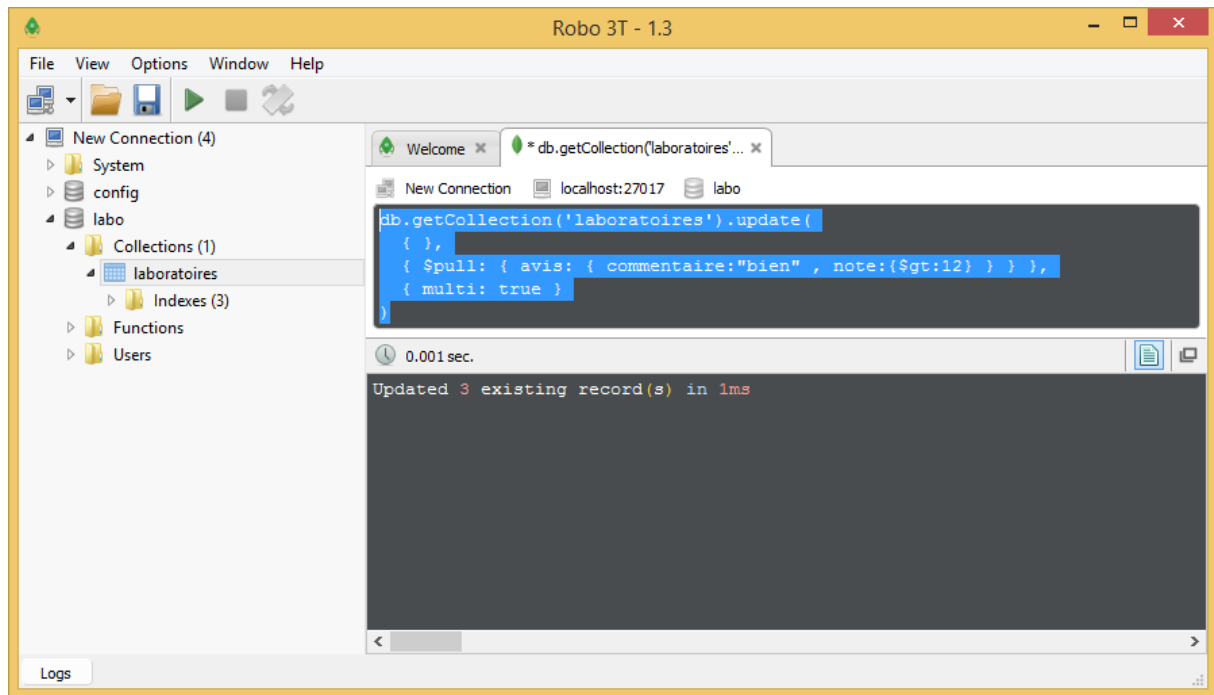 Robo 3T - 1.3
File View Options Window Help
New Connection (4)
System
config
labo
Collections (1)
laboratoires
Indexes (3)
Functions
Users
Welcome
* db.getCollection('laboratoires'...
New Connection localhost:27017 labo
db.getCollection('laboratoires').update(
{ },
{ $pull: { avis: { commentaire:"bien" , note:{$gt:12} } } },
{ multi: true }
)
0.001 sec.
Updated 3 existing record(s) in 1ms
Logs